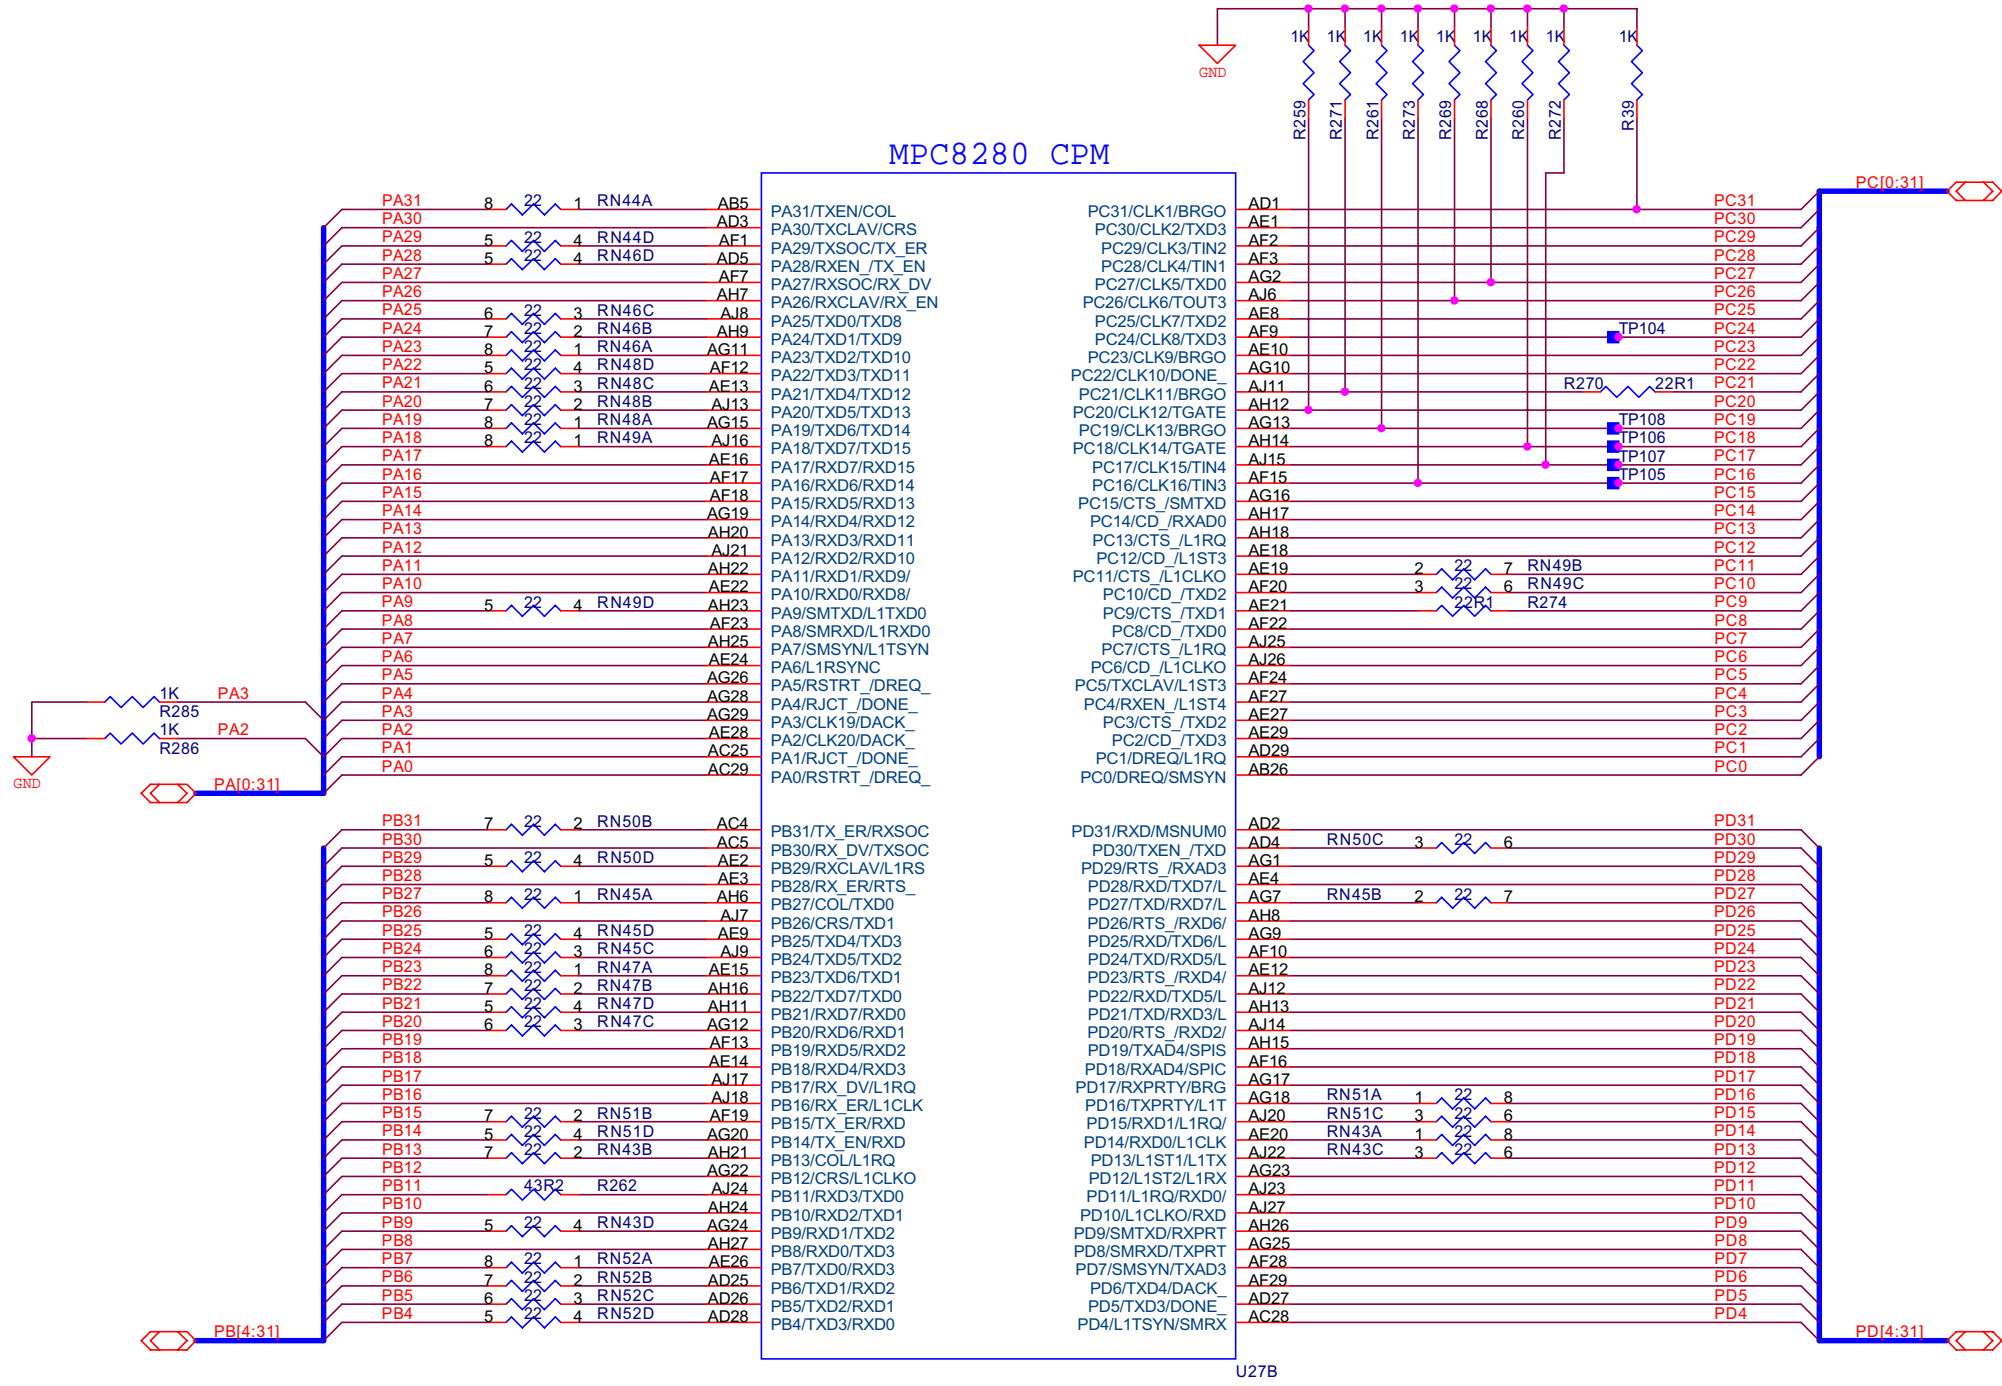 1K 1K 1K 1K 1K 1K 1K 1K 1K
GND
R259 R271 R261 R273 R269 R268 R260 R272 R39
MPC8280 CPM
PC[0:31]
PA31 8 22 1 RN44A AB5 PA31/TXEN/COL PC31/CLK1/BRGO AD1 PC31
PA30 AD3 PA30/TXCLAV/CRS PC30/CLK2/TXD3 AE1 PC30
PA29 5 22 4 RN44D AF1 PA29/TXSOC/TX_ER PC29/CLK3/TIN2 AF2 PC29
PA28 5 22 4 RN46D AD5 PA28/RXEN_/TX_EN PC28/CLK4/TIN1 AF3 PC28
PA27 AF7 PA27/RXSOC/RX_DV PC27/CLK5/TXD0 AG2 PC27
PA26 AH7 PA26/RXCLAV/RX_EN PC26/CLK6/TOUT3 AJ6 PC26
PA25 6 22 3 RN46C AJ8 PA25/TXD0/TXD8 PC25/CLK7/TXD2 AE8 PC25
PA24 7 22 2 RN46B AH9 PA24/TXD1/TXD9 PC24/CLK8/TXD3 AF9 TP104 PC24
PA23 8 22 1 RN46A AG11 PA23/TXD2/TXD10 PC23/CLK9/BRGO AE10 PC23
PA22 5 22 4 RN48D AF12 PA22/TXD3/TXD11 PC22/CLK10/DONE_ AG10 PC22
PA21 6 22 3 RN48C AE13 PA21/TXD4/TXD12 PC21/CLK11/BRGO AJ11 R270 22R1 PC21
PA20 7 22 2 RN48B AJ13 PA20/TXD5/TXD13 PC20/CLK12/TGATE AH12 PC20
PA19 8 22 1 RN48A AG15 PA19/TXD6/TXD14 PC19/CLK13/BRGO AG13 TP108 PC19
PA18 8 22 1 RN49A AJ16 PA18/TXD7/TXD15 PC18/CLK14/TGATE AH14 TP106 PC18
PA17 AE16 PA17/RXD7/RXD15 PC17/CLK15/TIN4 AJ15 TP107 PC17
PA16 AF17 PA16/RXD6/RXD14 PC16/CLK16/TIN3 AF15 TP105 PC16
PA15 AF18 PA15/RXD5/RXD13 PC15/CTS_/SMTXD AG16 PC15
PA14 AG19 PA14/RXD4/RXD12 PC14/CD_/RXAD0 AH17 PC14
PA13 AH20 PA13/RXD3/RXD11 PC13/CTS_/L1RQ AH18 PC13
PA12 AJ21 PA12/RXD2/RXD10 PC12/CD_/L1ST3 AE18 PC12
PA11 AH22 PA11/RXD1/RXD9/ PC11/CTS_/L1CLKO AE19 2 22 7 RN49B PC11
PA10 AE22 PA10/RXD0/RXD8/ PC10/CD_/TXD2 AF20 3 22 6 RN49C PC10
PA9 5 22 4 RN49D AH23 PA9/SMTXD/L1TXD0 PC9/CTS_/TXD1 AE21 22R1 R274 PC9
PA8 AF23 PA8/SMRXD/L1RXD0 PC8/CD_/TXD0 AF22 PC8
PA7 AH25 PA7/SMSYN/L1TSYN PC7/CTS_/L1RQ AJ25 PC7
PA6 AE24 PA6/L1RSYNC PC6/CD_/L1CLKO AJ26 PC6
PA5 AG26 PA5/RSTRT_/DREQ_ PC5/TXCLAV/L1ST3 AF24 PC5
1K PA3 R285 PA4 AG28 PA4/RJCT_/DONE_ PC4/RXEN_/L1ST4 AF27 PC4
PA3 AG29 PA3/CLK19/DACK_ PC3/CTS_/TXD2 AE27 PC3
1K PA2 R286 PA2 AE28 PA2/CLK20/DACK_ PC2/CD_/TXD3 AE29 PC2
PA1 AC25 PA1/RJCT_/DONE_ PC1/DREQ/L1RQ AD29 PC1
GND PA0 AC29 PA0/RSTRT_/DREQ_ PC0/DREQ/SMSYN AB26 PC0
PA[0:31]
PB31 7 22 2 RN50B AC4 PB31/TX_ER/RXSOC PD31/RXD/MSNUM0 AD2 PD31
PB30 AC5 PB30/RX_DV/TXSOC PD30/TXEN_/TXD AD4 RN50C 3 22 6 PD30
PB29 5 22 4 RN50D AE2 PB29/RXCLAV/L1RS PD29/RTS_/RXAD3 AG1 PD29
PB28 AE3 PB28/RX_ER/RTS_ PD28/RXD/TXD7/L AE4 PD28
PB27 8 22 1 RN45A AH6 PB27/COL/TXD0 PD27/TXD/RXD7/L AG7 RN45B 2 22 7 PD27
PB26 AJ7 PB26/CRS/TXD1 PD26/RTS_/RXD6/ AH8 PD26
PB25 5 22 4 RN45D AE9 PB25/TXD4/TXD3 PD25/RXD/TXD6/L AG9 PD25
PB24 6 22 3 RN45C AJ9 PB24/TXD5/TXD2 PD24/TXD/RXD5/L AF10 PD24
PB23 8 22 1 RN47A AE15 PB23/TXD6/TXD1 PD23/RTS_/RXD4/ AE12 PD23
PB22 7 22 2 RN47B AH16 PB22/TXD7/TXD0 PD22/RXD/TXD5/L AJ12 PD22
PB21 5 22 4 RN47D AH11 PB21/RXD7/RXD0 PD21/TXD/RXD3/L AH13 PD21
PB20 6 22 3 RN47C AG12 PB20/RXD6/RXD1 PD20/RTS_/RXD2/ AJ14 PD20
PB19 AF13 PB19/RXD5/RXD2 PD19/TXAD4/SPIS AH15 PD19
PB18 AE14 PB18/RXD4/RXD3 PD18/RXAD4/SPIC AF16 PD18
PB17 AJ17 PB17/RX_DV/L1RQ PD17/RXPRTY/BRG AG17 PD17
PB16 AJ18 PB16/RX_ER/L1CLK PD16/TXPRTY/L1T AG18 RN51A 1 22 8 PD16
PB15 7 22 2 RN51B AF19 PB15/TX_ER/RXD PD15/RXD1/L1RQ/ AJ20 RN51C 3 22 6 PD15
PB14 5 22 4 RN51D AG20 PB14/TX_EN/RXD PD14/RXD0/L1CLK AE20 RN43A 1 22 8 PD14
PB13 7 22 2 RN43B AH21 PB13/COL/L1RQ PD13/L1ST1/L1TX AJ22 RN43C 3 22 6 PD13
PB12 AG22 PB12/CRS/L1CLKO PD12/L1ST2/L1RX AG23 PD12
PB11 43R2 R262 AJ24 PB11/RXD3/TXD0 PD11/L1RQ/RXD0/ AJ23 PD11
PB10 AH24 PB10/RXD2/TXD1 PD10/L1CLKO/RXD AJ27 PD10
PB9 5 22 4 RN43D AG24 PB9/RXD1/TXD2 PD9/SMTXD/RXPRT AH26 PD9
PB8 AH27 PB8/RXD0/TXD3 PD8/SMRXD/TXPRT AG25 PD8
PB7 8 22 1 RN52A AE26 PB7/TXD0/RXD3 PD7/SMSYN/TXAD3 AF28 PD7
PB6 7 22 2 RN52B AD25 PB6/TXD1/RXD2 PD6/TXD4/DACK_ AF29 PD6
PB5 6 22 3 RN52C AD26 PB5/TXD2/RXD1 PD5/TXD3/DONE_ AD27 PD5
PB4 5 22 4 RN52D AD28 PB4/TXD3/RXD0 PD4/L1TSYN/SMRX AC28 PD4
PB[4:31] PD[4:31]
U27B